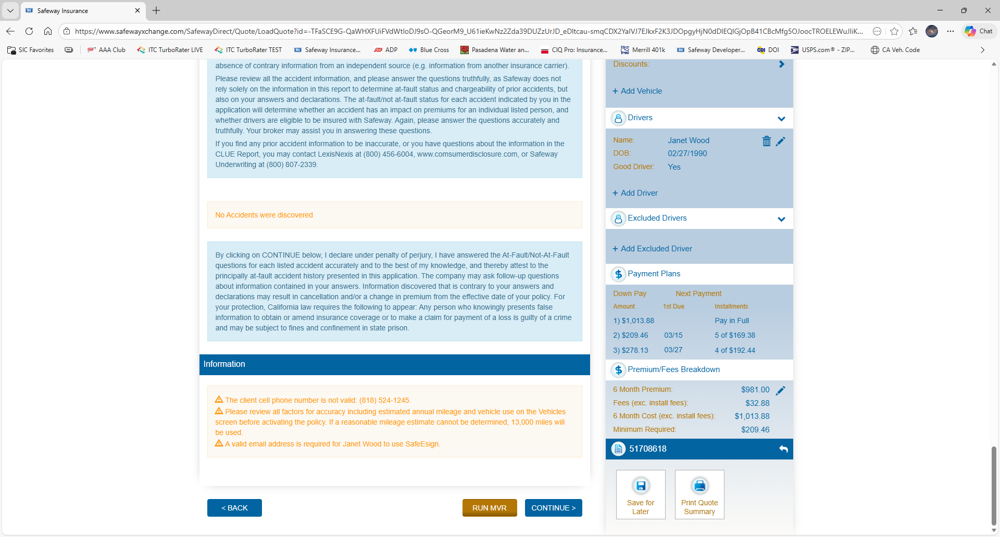 Safeway Insurance
https://www.safewayxchange.com/SafewayDirect/Quote/LoadQuote?id=-TFaSCE9G-QaWHXFUiFVdWtIoDJ9sO-QGeorM9_U61ieKwNz2Zda39DUZzUrJD_eDltcau-smqCDX2YaIVJ7EJkxF2K3JDOpgyHjN0dDIEQIGjOpB41CBcMfg5OJoocTROELEWuJIiK...
Chat
SIC Favorites
AAA Club
ITC TurboRater LIVE
ITC TurboRater TEST
Safeway Insurance...
ADP
Blue Cross
Pasadena Water an...
CIQ Pro: Insurance...
Merrill 401k
Safeway Developer...
DOI
USPS.com® - ZIP...
CA Veh. Code
absence of contrary information from an independent source (e.g. information from another insurance carrier).
Please review all the accident information, and please answer the questions truthfully, as Safeway does not
rely solely on the information in this report to determine at-fault status and chargeability of prior accidents, but
also on your answers and declarations. The at-fault/not at-fault status for each accident indicated by you in the
application will determine whether an accident has an impact on premiums for an individual listed person, and
whether drivers are eligible to be insured with Safeway. Again, please answer the questions accurately and
truthfully. Your broker may assist you in answering these questions.
If you find any prior accident information to be inaccurate, or you have questions about the information in the
CLUE Report, you may contact LexisNexis at (800) 456-6004, www.comsumerdisclosure.com, or Safeway
Underwriting at (800) 807-2339.
No Accidents were discovered
By clicking on CONTINUE below, I declare under penalty of perjury, I have answered the At-Fault/Not-At-Fault
questions for each listed accident accurately and to the best of my knowledge, and thereby attest to the
principally at-fault accident history presented in this application. The company may ask follow-up questions
about information contained in your answers. Information discovered that is contrary to your answers and
declarations may result in cancellation and/or a change in premium from the effective date of your policy. For
your protection, California law requires the following to appear: Any person who knowingly presents false
information to obtain or amend insurance coverage or to make a claim for payment of a loss is guilty of a crime
and may be subject to fines and confinement in state prison.
Information
The client cell phone number is not valid: (818) 524-1245.
Please review all factors for accuracy including estimated annual mileage and vehicle use on the Vehicles
screen before activating the policy. If a reasonable mileage estimate cannot be determined, 13,000 miles will
be used.
A valid email address is required for Janet Wood to use SafeEsign.
< BACK
RUN MVR
CONTINUE >
Discounts:
+ Add Vehicle
Drivers
Name: Janet Wood
DOB: 02/27/1990
Good Driver: Yes
+ Add Driver
Excluded Drivers
+ Add Excluded Driver
Payment Plans
Down Pay Next Payment
Amount 1st Due Installments
1) $1,013.88 Pay in Full
2) $209.46 03/15 5 of $169.38
3) $278.13 03/27 4 of $192.44
Premium/Fees Breakdown
6 Month Premium: $981.00
Fees (exc. install fees): $32.88
6 Month Cost (exc. install fees): $1,013.88
Minimum Required: $209.46
51708618
Save for
Later
Print Quote
Summary